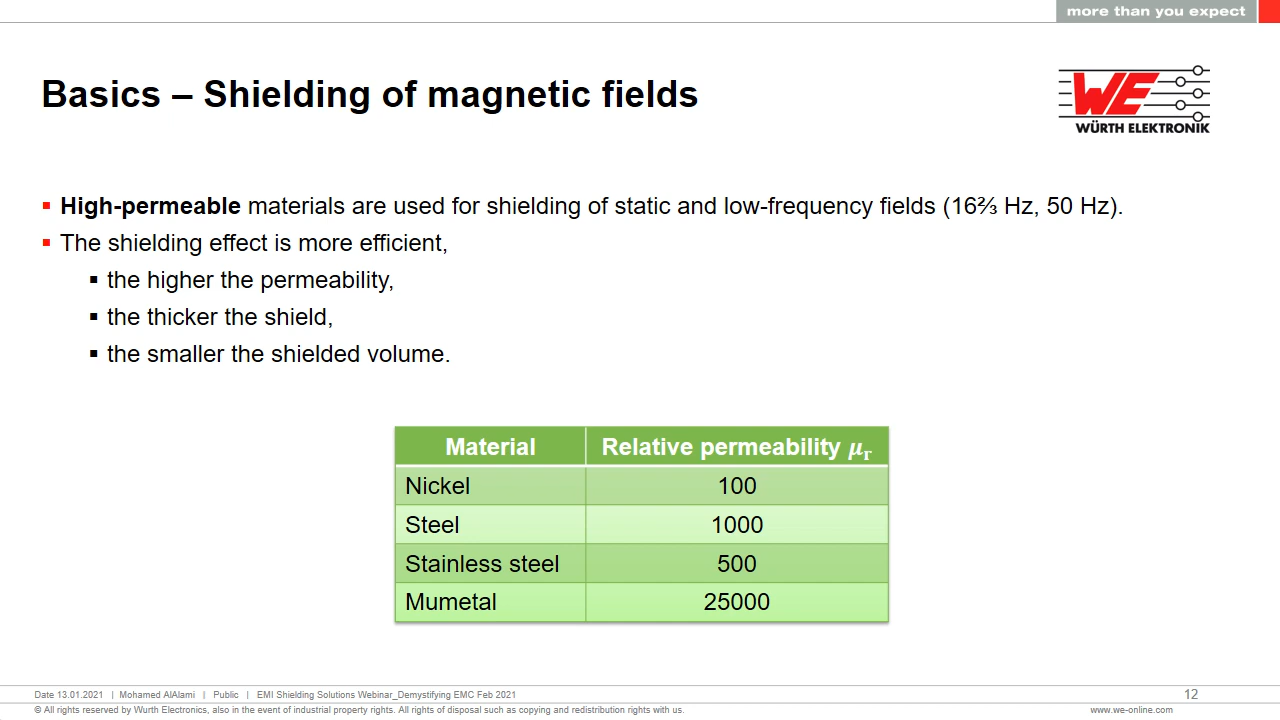 more than you expect
Basics – Shielding of magnetic fields
WE
WÜRTH ELEKTRONIK
▪ High-permeable materials are used for shielding of static and low-frequency fields (16⅔ Hz, 50 Hz).
▪ The shielding effect is more efficient,
▪ the higher the permeability,
▪ the thicker the shield,
▪ the smaller the shielded volume.
Material Relative permeability μr
Nickel 100
Steel 1000
Stainless steel 500
Mumetal 25000
Date 13.01.2021 | Mohamed AlAlami | Public | EMI Shielding Solutions Webinar_Demystifying EMC Feb 2021 12
© All rights reserved by Wurth Electronics, also in the event of industrial property rights. All rights of disposal such as copying and redistribution rights with us. www.we-online.com